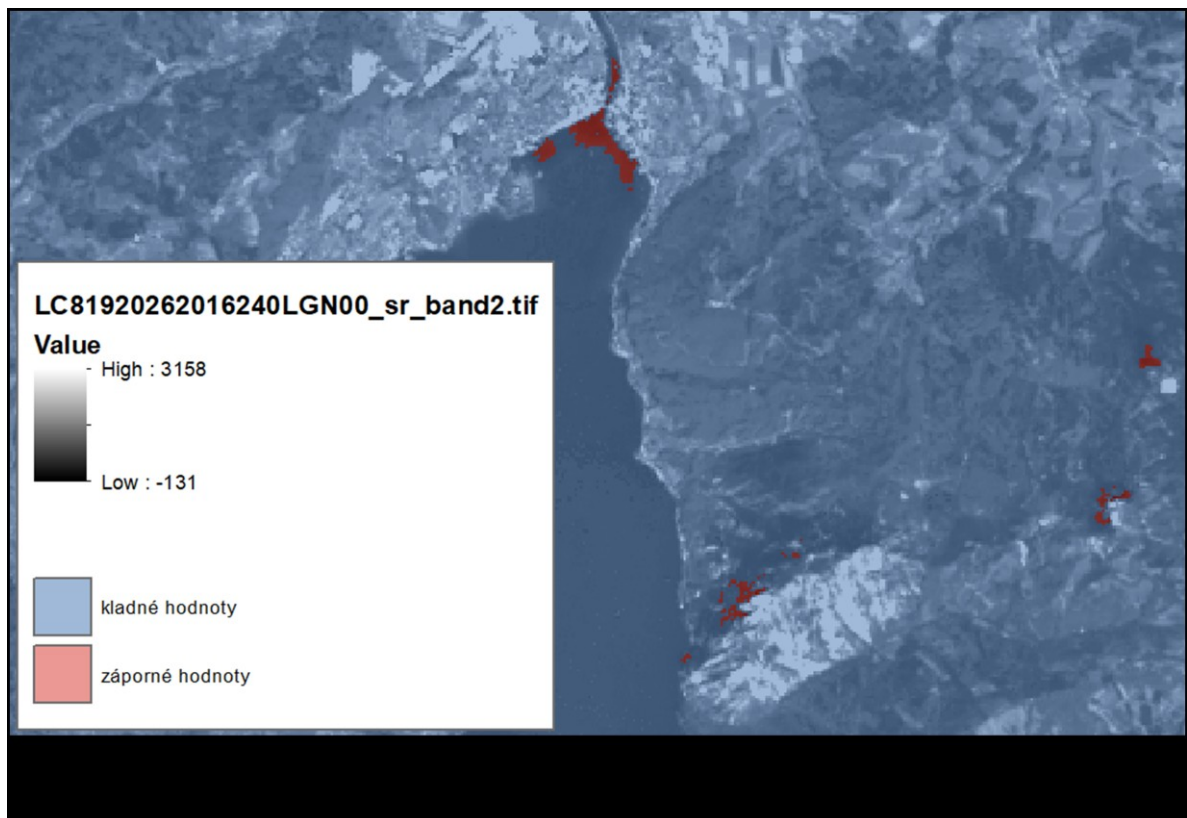 LC81920262016240LGN00_sr_band2.tif
Value
High : 3158
Low : -131
kladné hodnoty
záporné hodnoty